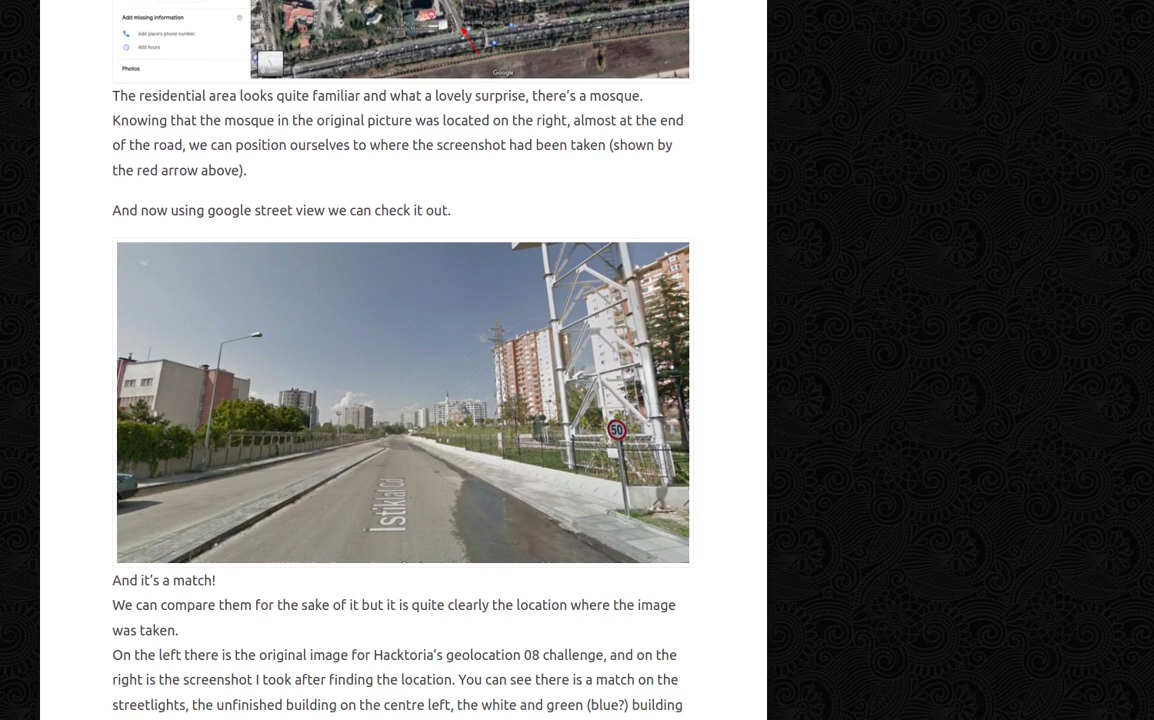 Add missing information
Add place's phone number
Add hours
Photos
Google
The residential area looks quite familiar and what a lovely surprise, there’s a mosque.
Knowing that the mosque in the original picture was located on the right, almost at the end
of the road, we can position ourselves to where the screenshot had been taken (shown by
the red arrow above).
And now using google street view we can check it out.
50
İstiklal Cd
And it’s a match!
We can compare them for the sake of it but it is quite clearly the location where the image
was taken.
On the left there is the original image for Hacktoria’s geolocation 08 challenge, and on the
right is the screenshot I took after finding the location. You can see there is a match on the
streetlights, the unfinished building on the centre left, the white and green (blue?) building